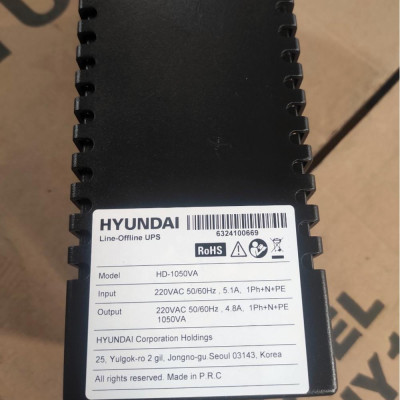 HYUNDAI
Line-Offline UPS
6324100669
RoHS
Model HD-1050VA
Input 220VAC 50/60Hz , 5.1A, 1Ph+N+PE
Output 220VAC 50/60Hz , 4.8A, 1Ph+N+PE
1050VA
HYUNDAI Corporation Holdings
25, Yulgok-ro 2 gil, Jongno-gu Seoul 03143, Korea
All rights reserved. Made in P.R.C